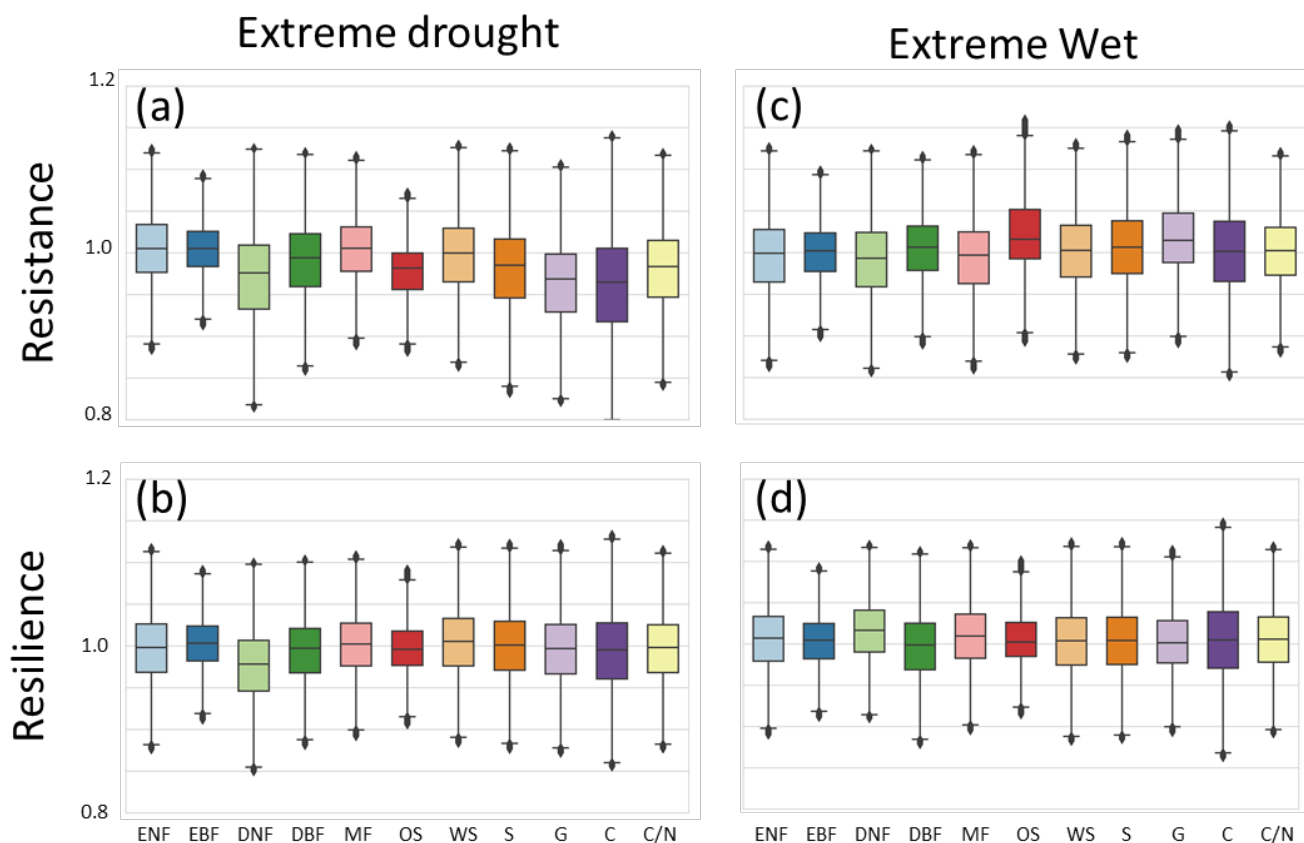 Extreme drought
Extreme Wet
Resistance
1.2
1.0
0.8
(a)
(c)
Resilience
1.2
1.0
0.8
(b)
(d)
ENF EBF DNF DBF MF OS WS S G C C/N
ENF EBF DNF DBF MF OS WS S G C C/N